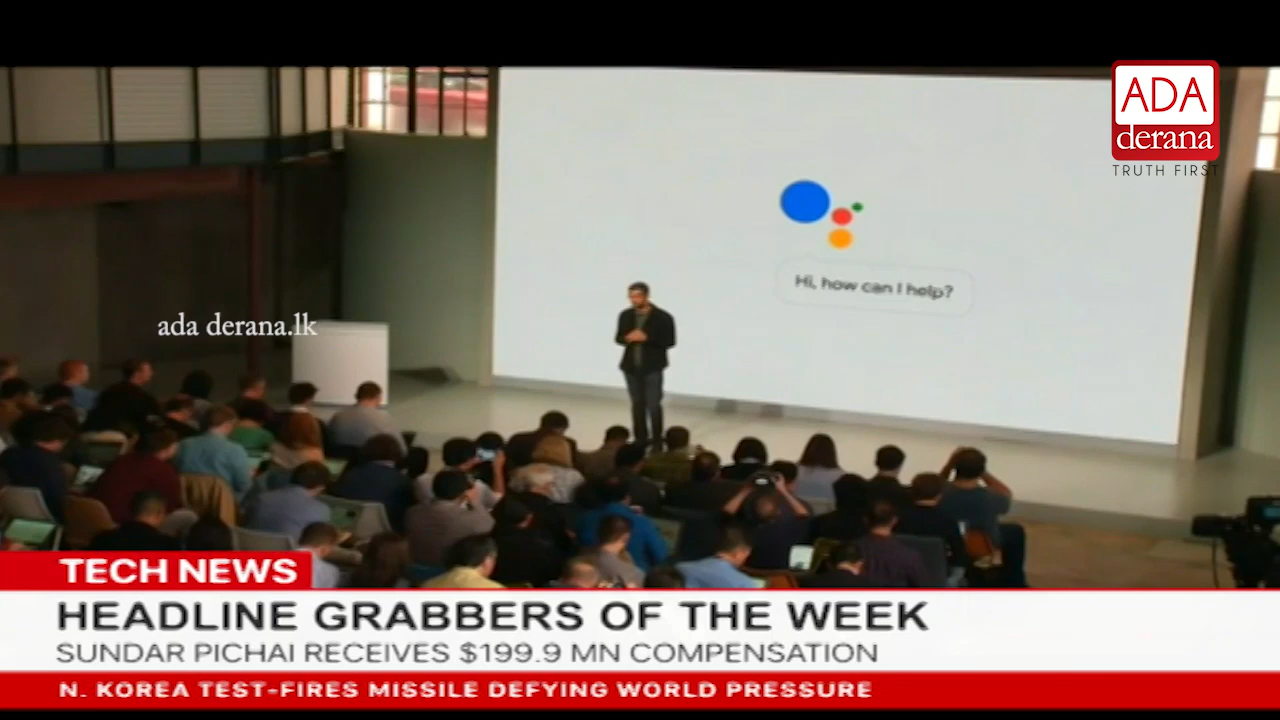 ADA
derana
TRUTH FIRST
Hi, how can I help?
ada derana.lk
TECH NEWS
HEADLINE GRABBERS OF THE WEEK
SUNDAR PICHAI RECEIVES $199.9 MN COMPENSATION
N. KOREA TEST-FIRES MISSILE DEFYING WORLD PRESSURE